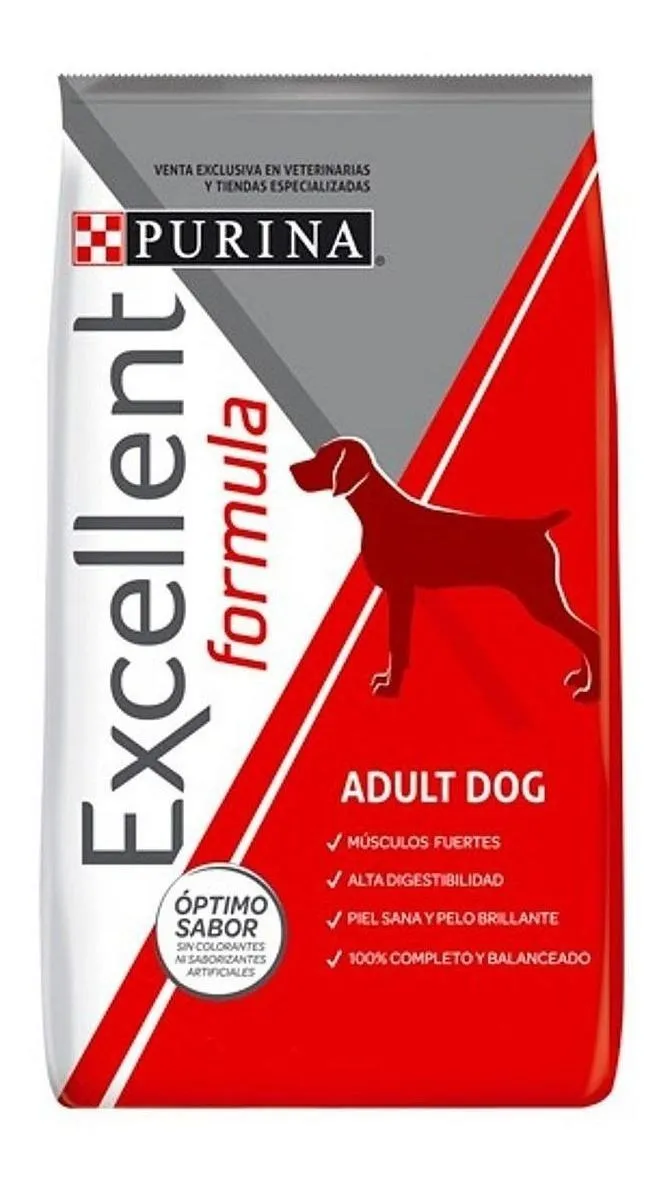 VENTA EXCLUSIVA EN VETERINARIAS
Y TIENDAS ESPECIALIZADAS
PURINA®
Excellent
formula
ADULT DOG
✓ MÚSCULOS FUERTES
✓ ALTA DIGESTIBILIDAD
✓ PIEL SANA Y PELO BRILLANTE
✓ 100% COMPLETO Y BALANCEADO
ÓPTIMO
SABOR
SIN COLORANTES
NI SABORIZANTES
ARTIFICIALES